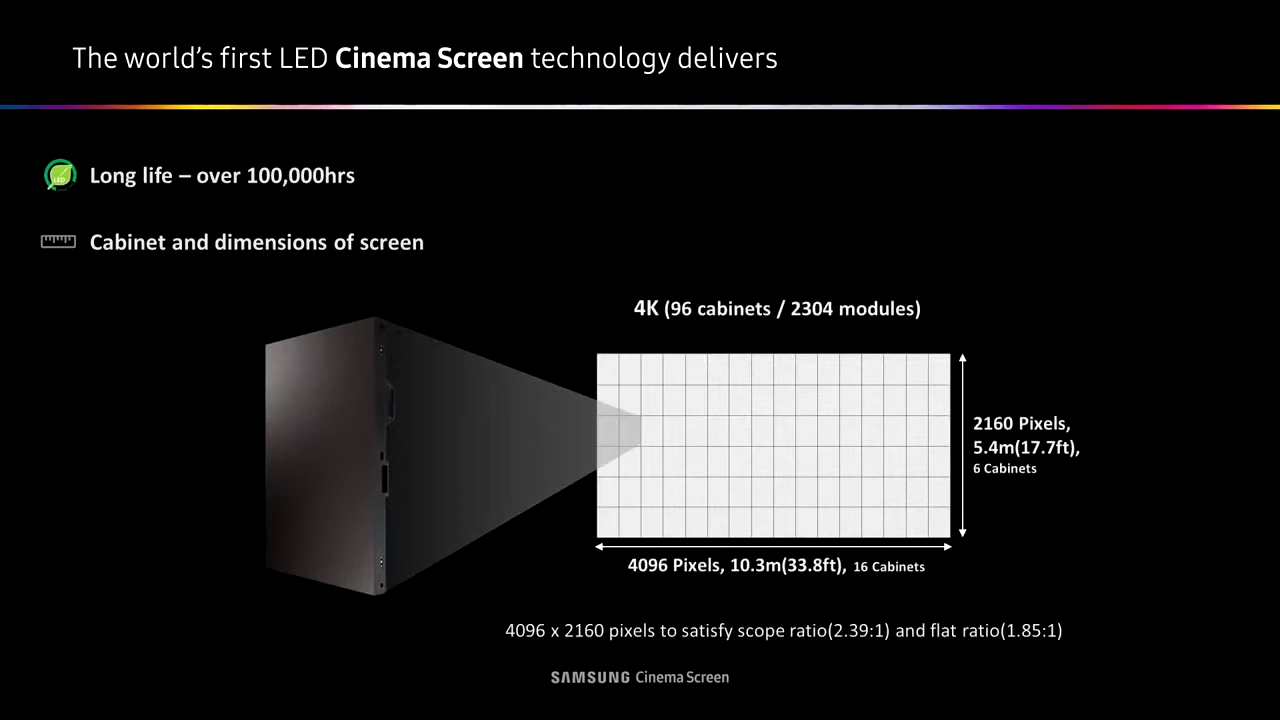 The world’s first LED Cinema Screen technology delivers
LED
Long life – over 100,000hrs
Cabinet and dimensions of screen
4K (96 cabinets / 2304 modules)
2160 Pixels,
5.4m(17.7ft),
6 Cabinets
4096 Pixels, 10.3m(33.8ft), 16 Cabinets
4096 x 2160 pixels to satisfy scope ratio(2.39:1) and flat ratio(1.85:1)
SAMSUNG Cinema Screen